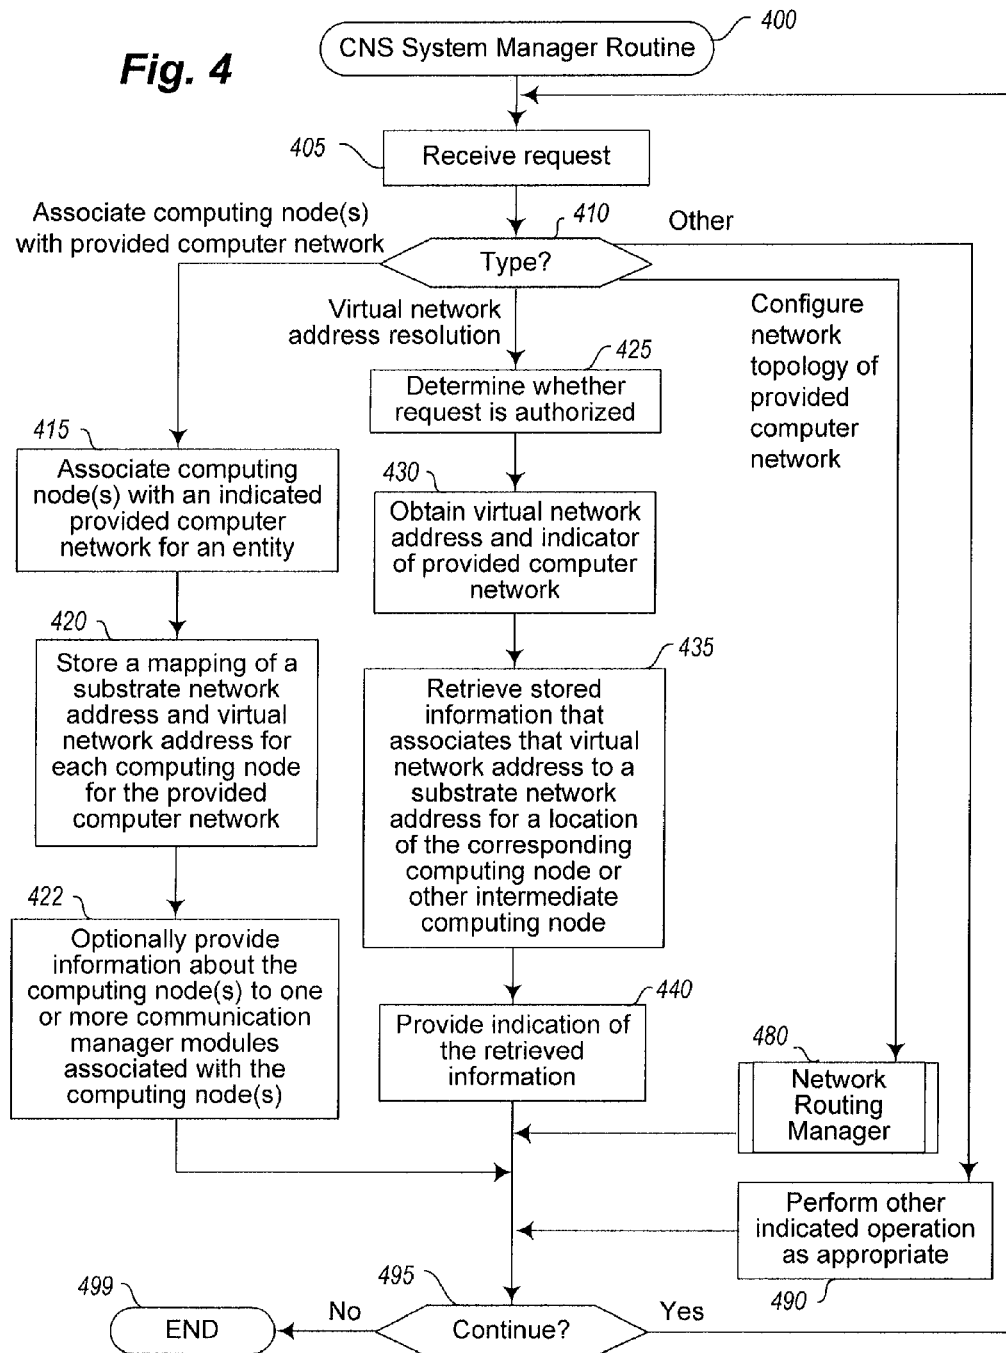 Fig. 4
400
CNS System Manager Routine
405
Receive request
Associate computing node(s)
with provided computer network
410
Type?
Other
Virtual network
address resolution
Configure
network
topology of
provided
computer
network
425
Determine whether
request is authorized
415
Associate computing
node(s) with an indicated
provided computer
network for an entity
430
Obtain virtual network
address and indicator
of provided computer
network
420
Store a mapping of a
substrate network
address and virtual
network address for
each computing node
for the provided
computer network
435
Retrieve stored
information that
associates that virtual
network address to a
substrate network
address for a location
of the corresponding
computing node or
other intermediate
computing node
422
Optionally provide
information about the
computing node(s) to one
or more communication
manager modules
associated with the
computing node(s)
440
Provide indication of
the retrieved
information
480
Network
Routing
Manager
Perform other
indicated operation
as appropriate
490
499
END
No
495
Continue?
Yes